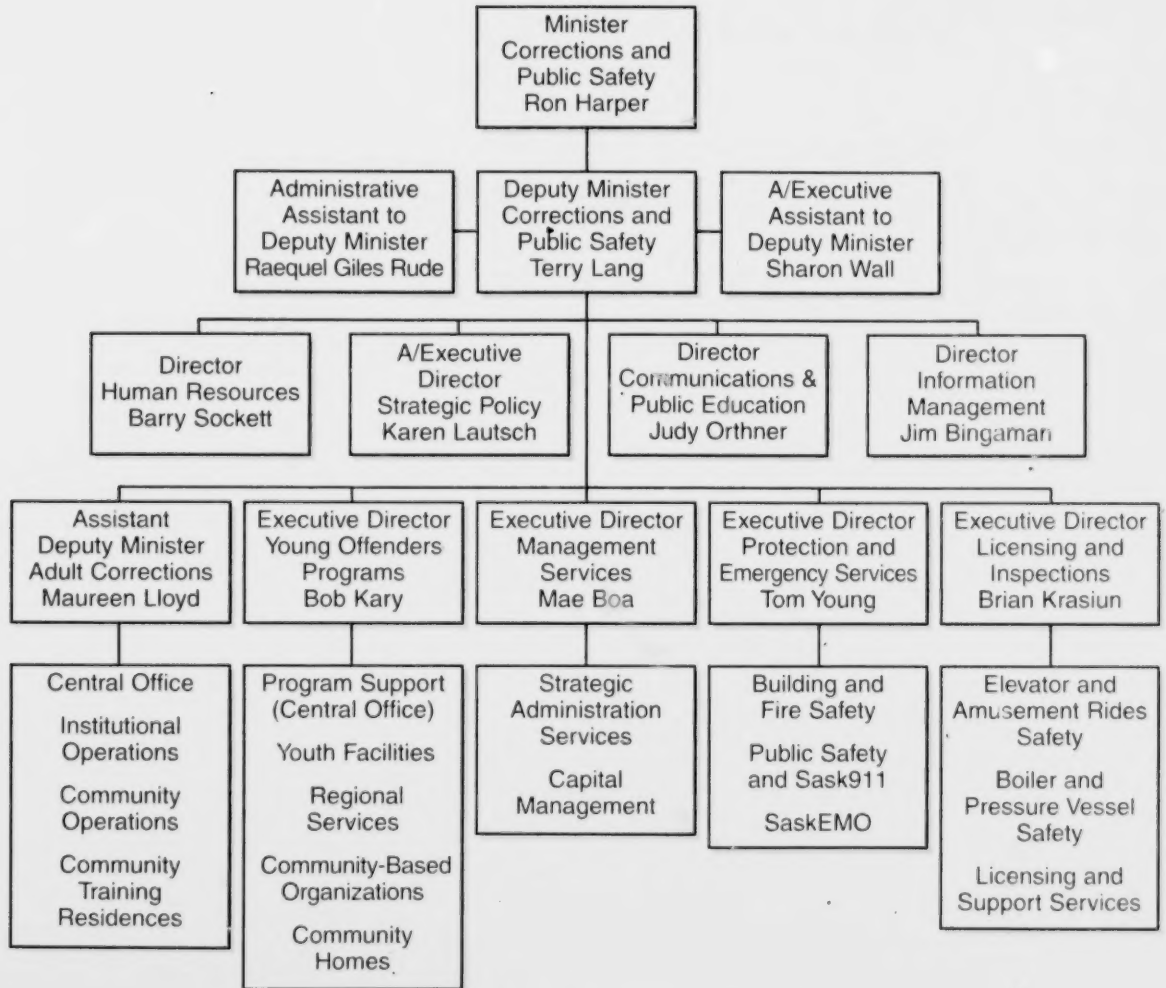 Minister
Corrections and
Public Safety
Ron Harper
Administrative
Assistant to
Deputy Minister
Raequel Giles Rude
Deputy Minister
Corrections and
Public Safety
Terry Lang
A/Executive
Assistant to
Deputy Minister
Sharon Wall
Director
Human Resources
Barry Sockett
A/Executive
Director
Strategic Policy
Karen Lautsch
Director
Communications &
Public Education
Judy Orthner
Director
Information
Management
Jim Bingaman
Assistant
Deputy Minister
Adult Corrections
Maureen Lloyd
Executive Director
Young Offenders
Programs
Bob Kary
Executive Director
Management
Services
Mae Boa
Executive Director
Protection and
Emergency Services
Tom Young
Executive Director
Licensing and
Inspections
Brian Krasiun
Central Office
Institutional
Operations
Community
Operations
Community
Training
Residences
Program Support
(Central Office)
Youth Facilities
Regional
Services
Community-Based
Organizations
Community
Homes
Strategic
Administration
Services
Capital
Management
Building and
Fire Safety
Public Safety
and Sask911
SaskEMO
Elevator and
Amusement Rides
Safety
Boiler and
Pressure Vessel
Safety
Licensing and
Support Services